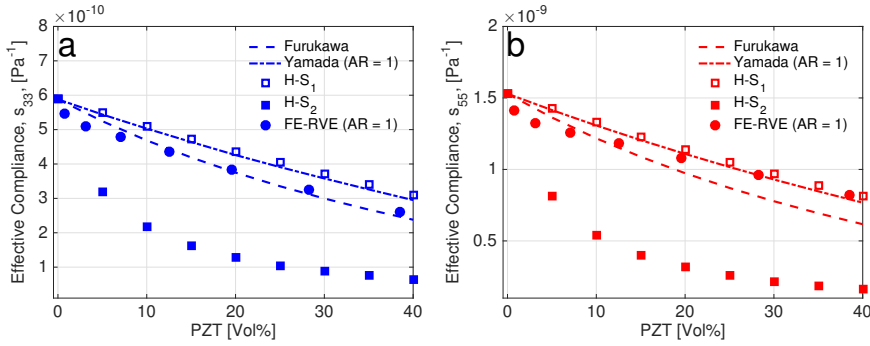 ×10⁻¹⁰
a
Effective Compliance, s₃₃, [Pa⁻¹]
8
7
6
5
4
3
2
1
0
10
20
30
40
PZT [Vol%]
Furukawa
Yamada (AR = 1)
H-S₁
H-S₂
FE-RVE (AR = 1)
×10⁻⁹
b
Effective Compliance, s₅₅, [Pa⁻¹]
2
1.5
1
0.5
0
10
20
30
40
PZT [Vol%]
Furukawa
Yamada (AR = 1)
H-S₁
H-S₂
FE-RVE (AR = 1)